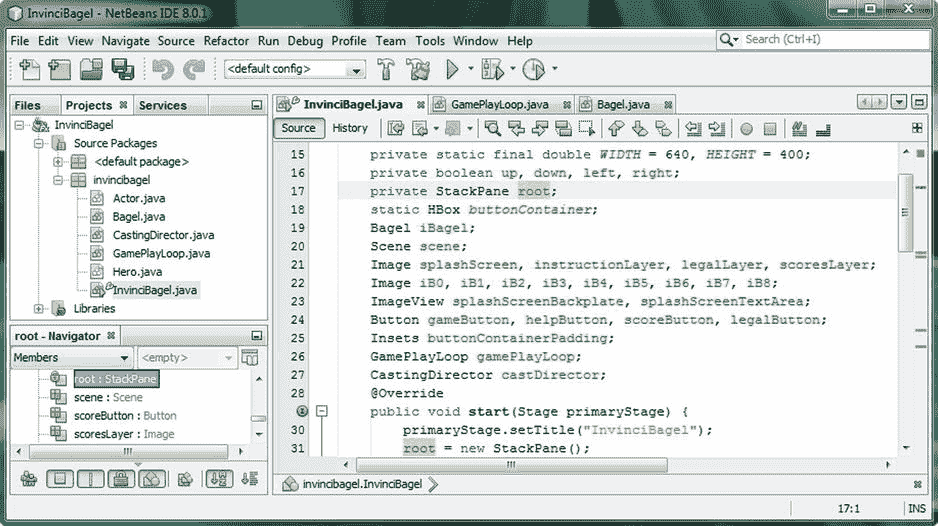 InvinciBagel - NetBeans IDE 8.0.1
File Edit View Navigate Source Refactor Run Debug Profile Team Tools Window Help
Search (Ctrl+I)
<default config>
Files Projects Services
InvinciBagel
Source Packages
<default package>
invincibagel
Actor.java
Bagel.java
CastingDirector.java
GamePlayLoop.java
Hero.java
InvinciBagel.java
Libraries
root - Navigator
Members <empty>
root : StackPane
scene : Scene
scoreButton : Button
scoresLayer : Image
InvinciBagel.java GamePlayLoop.java Bagel.java
Source History
15 private static final double WIDTH = 640, HEIGHT = 400;
16 private boolean up, down, left, right;
17 private StackPane root;
18 static HBox buttonContainer;
19 Bagel iBagel;
20 Scene scene;
21 Image splashScreen, instructionLayer, legalLayer, scoresLayer;
22 Image iB0, iB1, iB2, iB3, iB4, iB5, iB6, iB7, iB8;
23 ImageView splashScreenBackplate, splashScreenTextArea;
24 Button gameButton, helpButton, scoreButton, legalButton;
25 Insets buttonContainerPadding;
26 GamePlayLoop gamePlayLoop;
27 CastingDirector castDirector;
28 @Override
public void start(Stage primaryStage) {
30 primaryStage.setTitle("InvinciBagel");
31 root = new StackPane();
invincibagel.InvinciBagel
17:1 INS